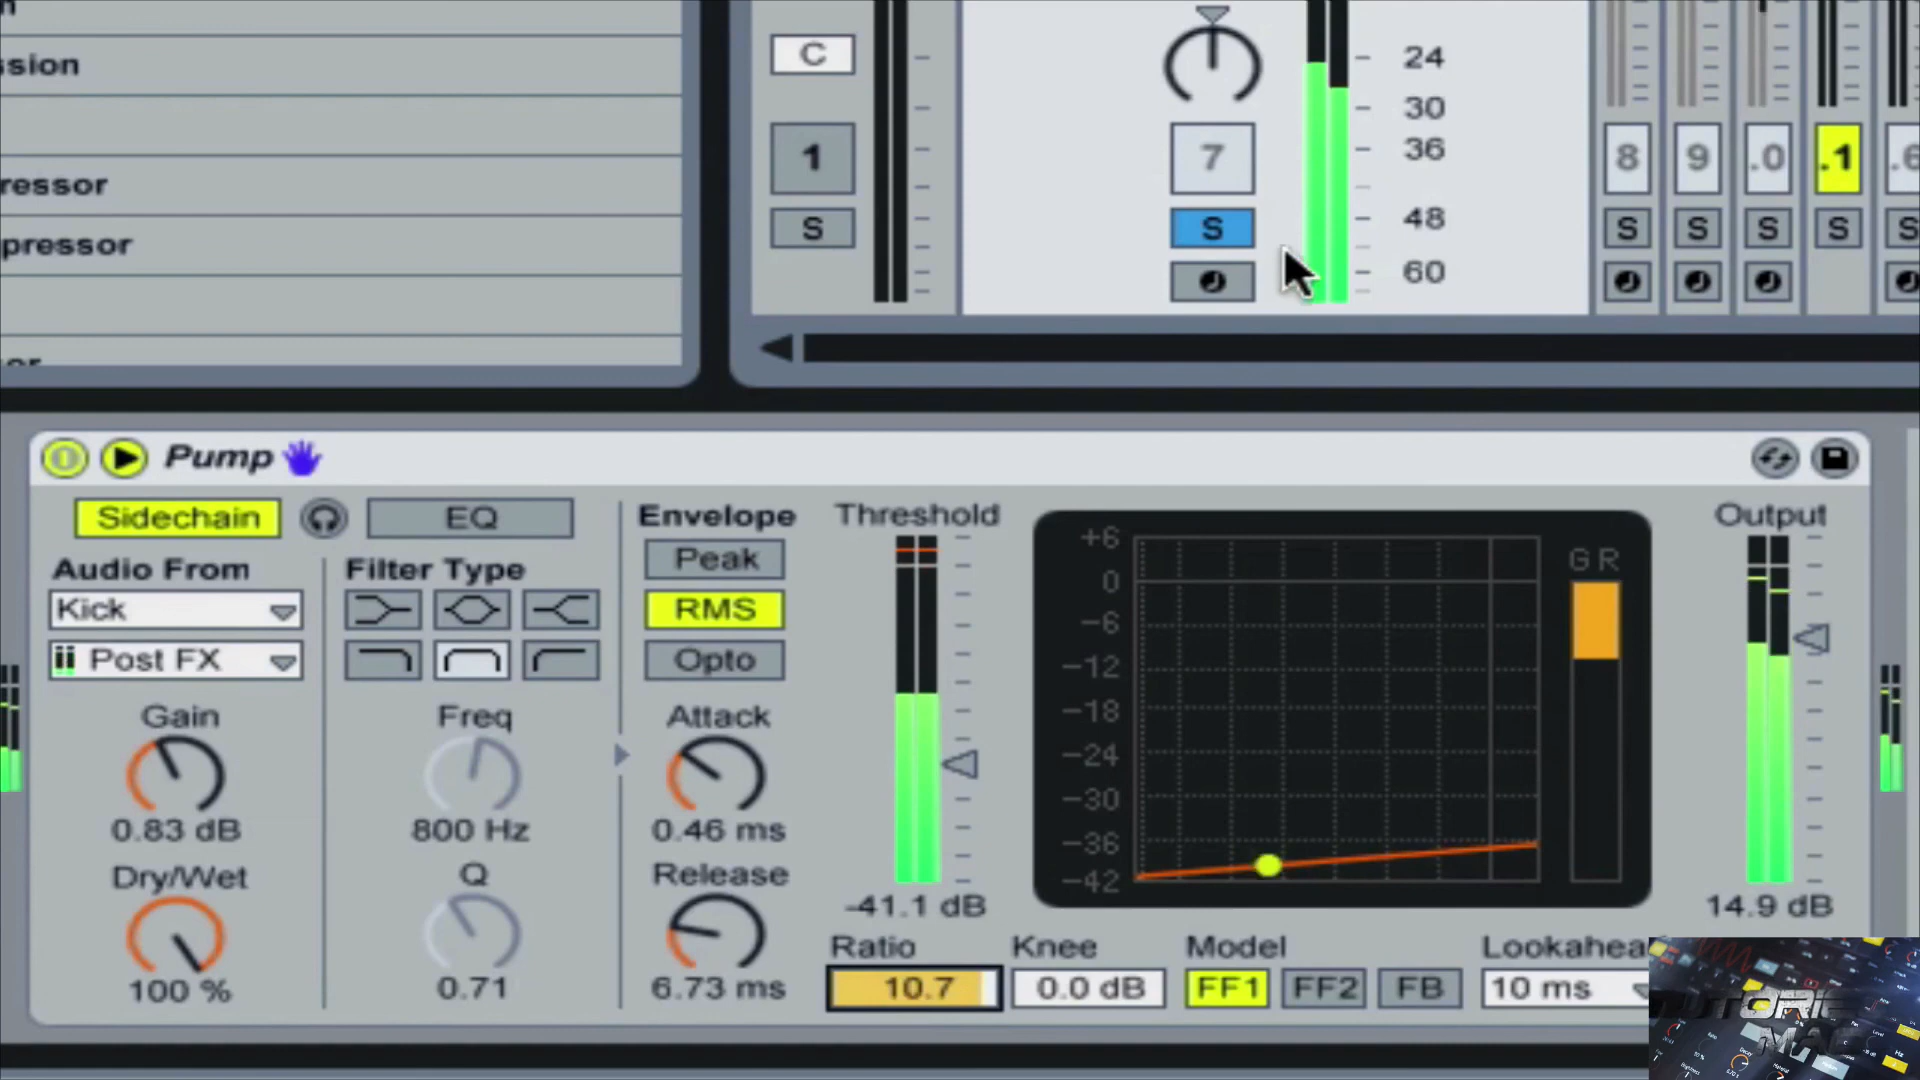 ssion
ressor
pressor
C
1
S
7
S
24
30
36
48
60
8 9 .0 .1 .6
S S S S S
Pump
Sidechain
EQ
Audio From
Kick
Post FX
Gain
0.83 dB
Dry/Wet
100 %
Filter Type
Freq
800 Hz
Q
0.71
Envelope
Peak
RMS
Opto
Attack
0.46 ms
Release
6.73 ms
Threshold
-41.1 dB
Ratio
10.7
Knee
0.0 dB
Model
FF1 FF2 FB
Lookahea
10 ms
+6
0
-6
-12
-18
-24
-30
-36
-42
GR
Output
14.9 dB